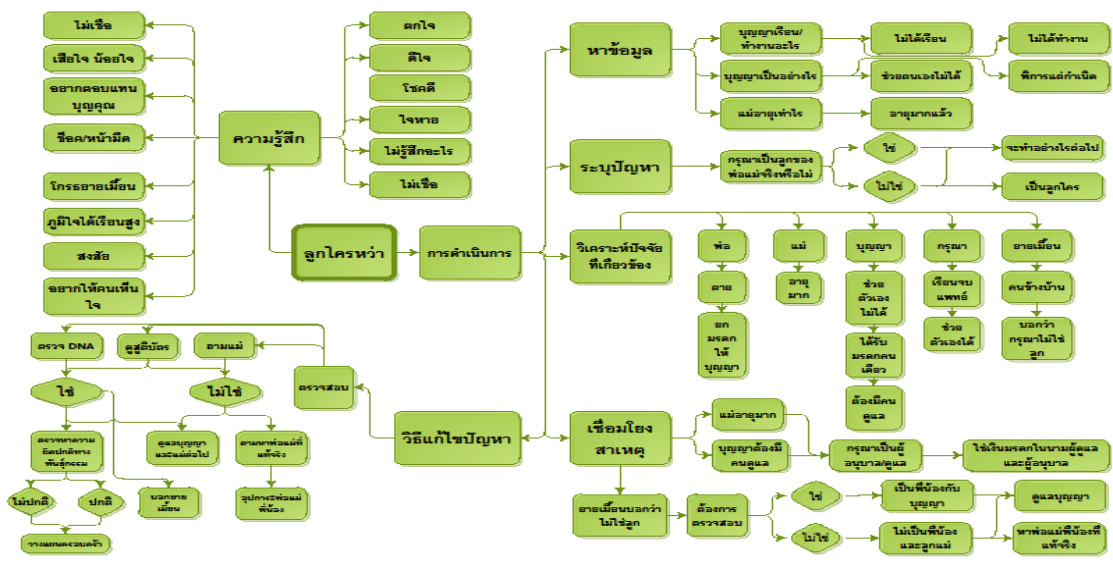 ไม่เชื่อ
เสียใจ น้อยใจ
อยากตอบแทน
บุญคุณ
ช็อค/หน้ามืด
โกรธยายเมี้ยน
ภูมิใจได้เรียนสูง
สงสัย
อยากให้คนเห็น
ใจ
ความรู้สึก
ตกใจ
ดีใจ
โชคดี
ใจหาย
ไม่รู้สึกอะไร
ไม่เชื่อ
ลูกใครหว่า
การดำเนินการ
หาข้อมูล
บุญญาเรียน/
ทำงานอะไร
ไม่ได้เรียน
ไม่ได้ทำงาน
บุญญาเป็นอย่างไร
ช่วยตนเองไม่ได้
พิการแต่กำเนิด
แม่อายุเท่าไร
อายุมากแล้ว
ระบุปัญหา
กรุณาเป็นลูกของ
พ่อแม่จริงหรือไม่
ใช่
จะทำอย่างไรต่อไป
ไม่ใช่
เป็นลูกใคร
วิเคราะห์ปัจจัย
ที่เกี่ยวข้อง
พ่อ
ตาย
ยก
มรดก
ให้
บุญญา
แม่
อายุ
มาก
บุญญา
ช่วย
ตัวเอง
ไม่ได้
ได้รับ
มรดกคน
เดียว
ต้องมีคน
ดูแล
กรุณา
เรียนจบ
แพทย์
ช่วย
ตัวเองได้
ยายเมี้ยน
คนข้างบ้าน
บอกว่า
กรุณาไม่ใช่
ลูก
เชื่อมโยง
สาเหตุ
แม่อายุมาก
บุญญาต้องมี
คนดูแล
กรุณาเป็นผู้
อนุบาล/ดูแล
ใช้เงินมรดกในนามผู้ดูแล
และผู้อนุบาล
ยายเมี้ยนบอกว่า
ไม่ใช่ลูก
ต้องการ
ตรวจสอบ
ใช่
เป็นพี่น้องกับ
บุญญา
ดูแลบุญญา
ไม่ใช่
ไม่เป็นพี่น้อง
และลูกแม่
หาพ่อแม่พี่น้องที่
แท้จริง
วิธีแก้ไขปัญหา
ตรวจสอบ
ตรวจ DNA
ดูสูติบัตร
ถามแม่
ใช่
ไม่ใช่
ตรวจหาความ
ผิดปกติทาง
พันธุ์กรรม
ดูแลบุญญา
และแม่ต่อไป
ตามหาพ่อแม่ที่
แท้จริง
ไม่ปกติ
ปกติ
บอกยาย
เมี้ยน
อุปการะพ่อแม่
พี่น้อง
วางแผนครอบครัว